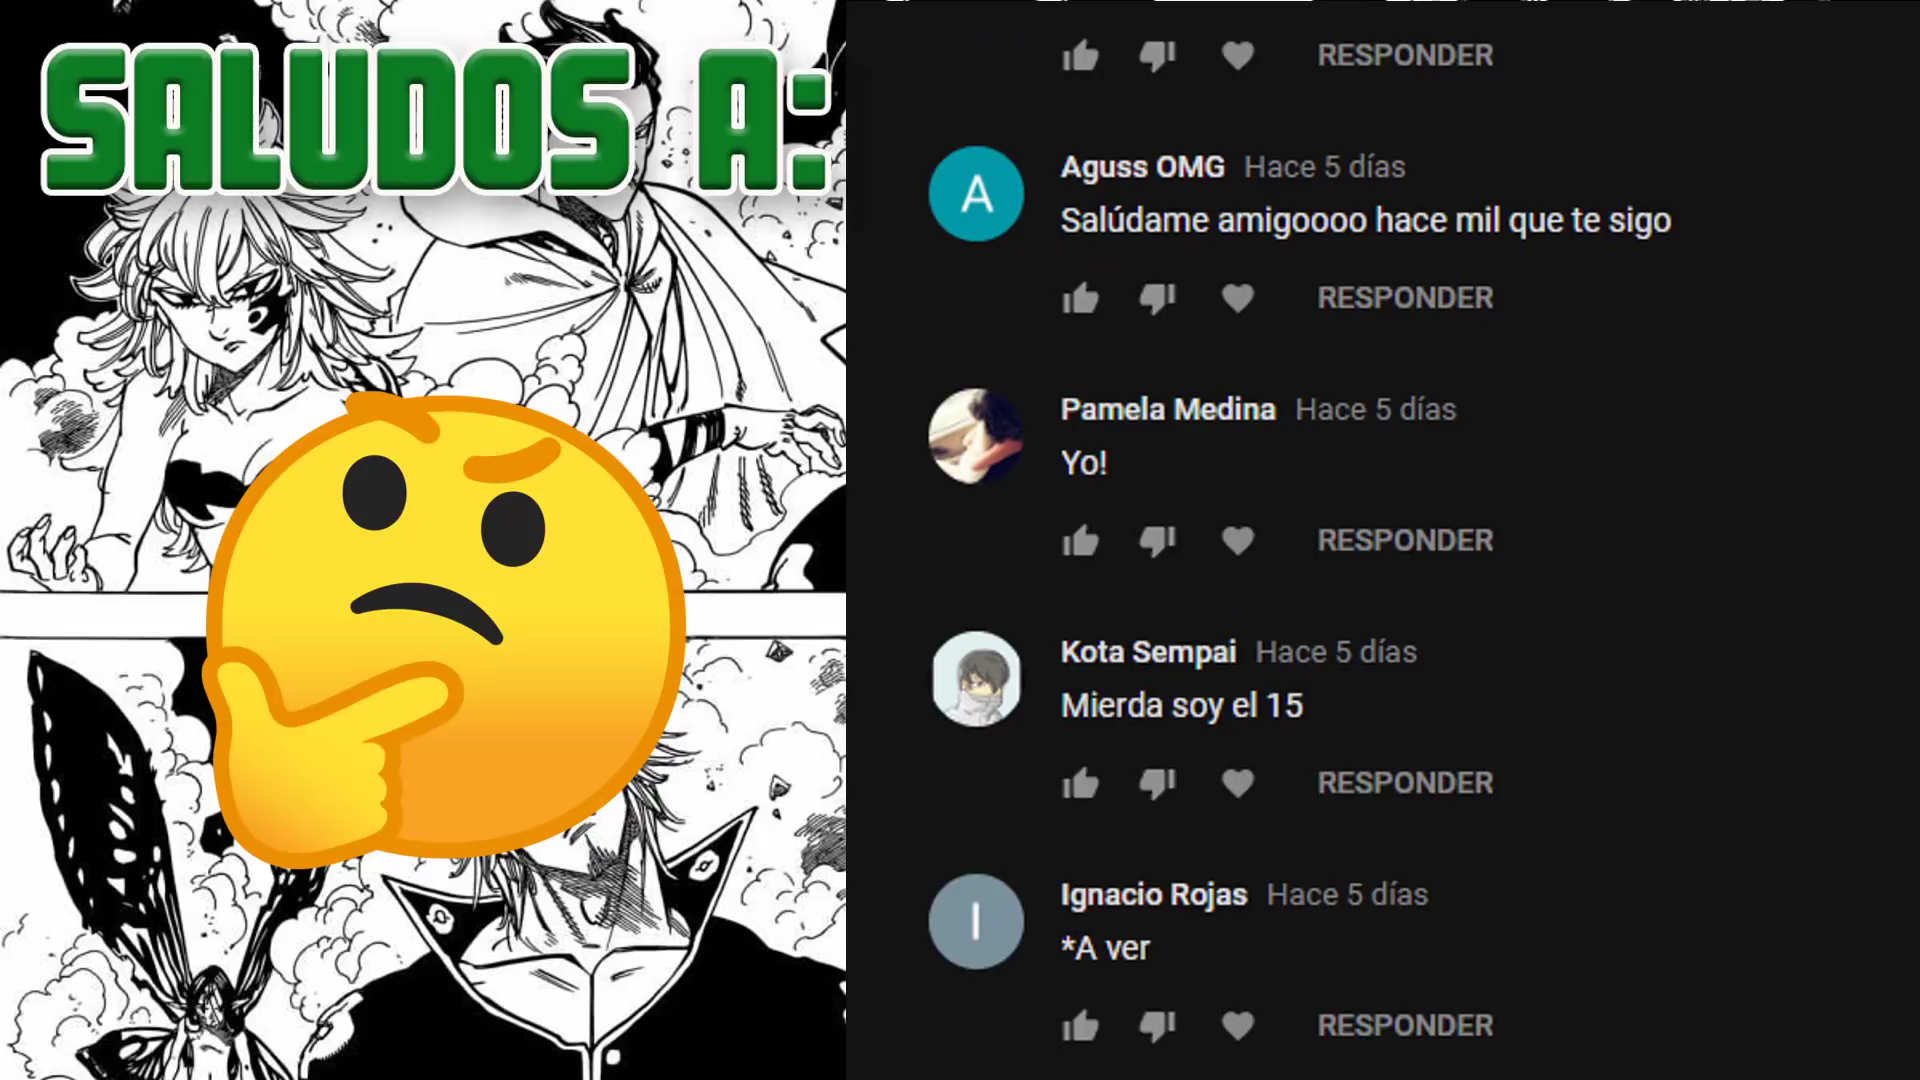 SALUDOS A:
RESPONDER
A
Aguss OMG Hace 5 días
Salúdame amigoooo hace mil que te sigo
RESPONDER
Pamela Medina Hace 5 días
Yo!
RESPONDER
Kota Sempai Hace 5 días
Mierda soy el 15
RESPONDER
I
Ignacio Rojas Hace 5 días
*A ver
RESPONDER